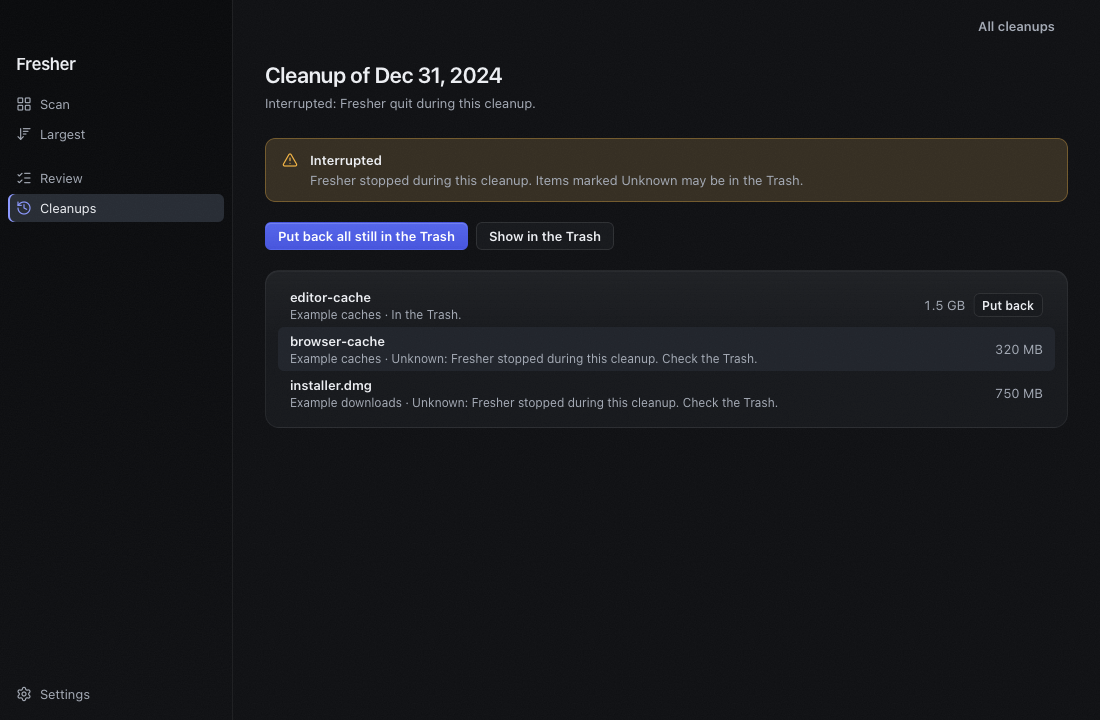 All cleanups
Fresher
Scan
Largest
Review
Cleanups
Settings
Cleanup of Dec 31, 2024
Interrupted: Fresher quit during this cleanup.
Interrupted
Fresher stopped during this cleanup. Items marked Unknown may be in the Trash.
Put back all still in the Trash
Show in the Trash
editor-cache
Example caches · In the Trash.
1.5 GB
Put back
browser-cache
Example caches · Unknown: Fresher stopped during this cleanup. Check the Trash.
320 MB
installer.dmg
Example downloads · Unknown: Fresher stopped during this cleanup. Check the Trash.
750 MB